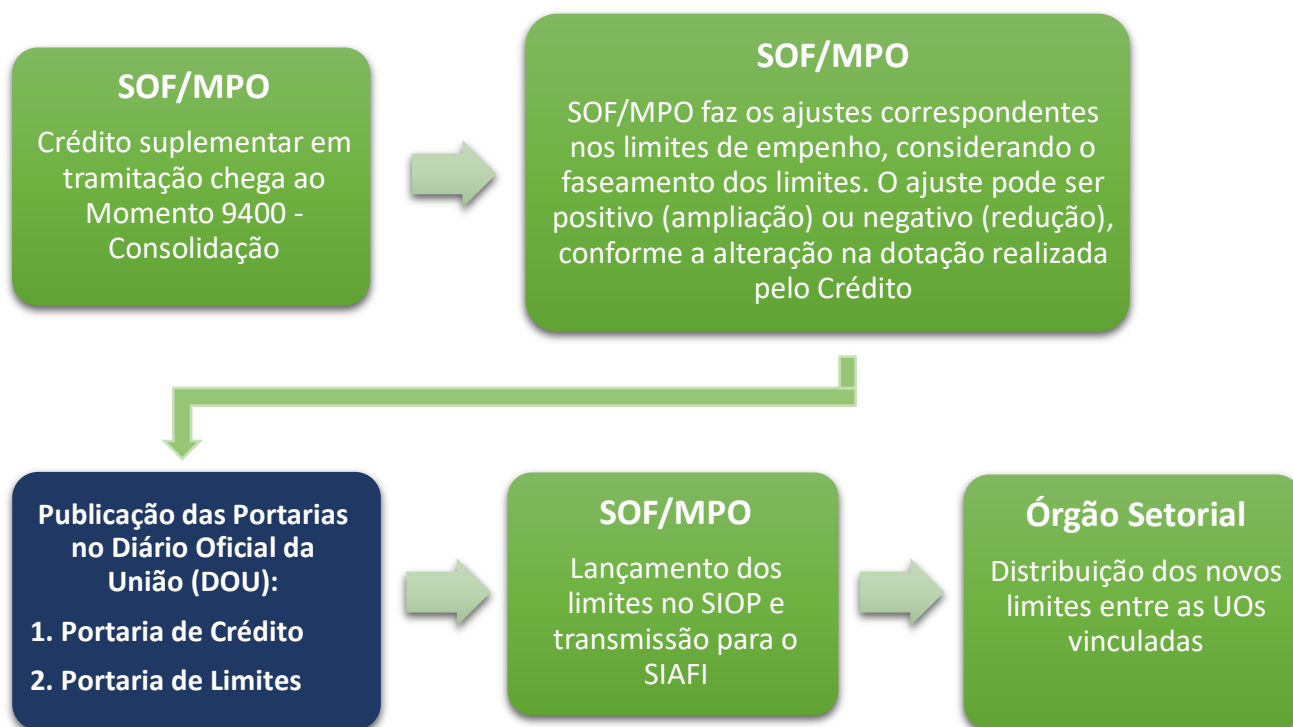 SOF/MPO
Crédito suplementar em
tramitação chega ao
Momento 9400 -
Consolidação
SOF/MPO
SOF/MPO faz os ajustes correspondentes
nos limites de empenho, considerando o
faseamento dos limites. O ajuste pode ser
positivo (ampliação) ou negativo (redução),
conforme a alteração na dotação realizada
pelo Crédito
Publicação das Portarias
no Diário Oficial da
União (DOU):
1. Portaria de Crédito
2. Portaria de Limites
SOF/MPO
Lançamento dos
limites no SIOP e
transmissão para o
SIAFI
Órgão Setorial
Distribuição dos novos
limites entre as UOs
vinculadas